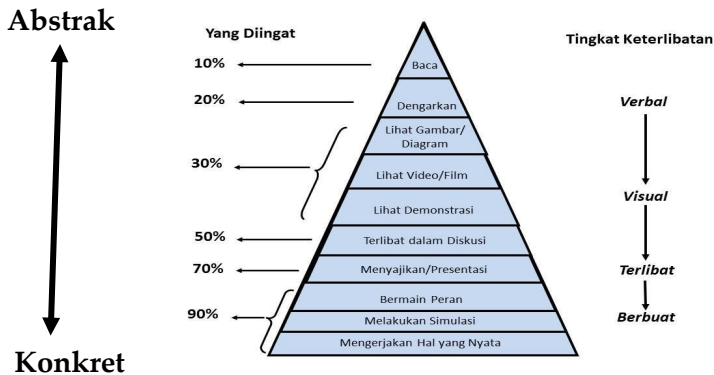 Abstrak
Yang Diingat
Tingkat Keterlibatan
10%
Baca
20%
Dengarkan
Verbal
Lihat Gambar/
Diagram
30%
Lihat Video/Film
Visual
Lihat Demonstrasi
50%
Terlibat dalam Diskusi
70%
Menyajikan/Presentasi
Terlibat
Bermain Peran
90%
Melakukan Simulasi
Berbuat
Mengerjakan Hal yang Nyata
Konkret